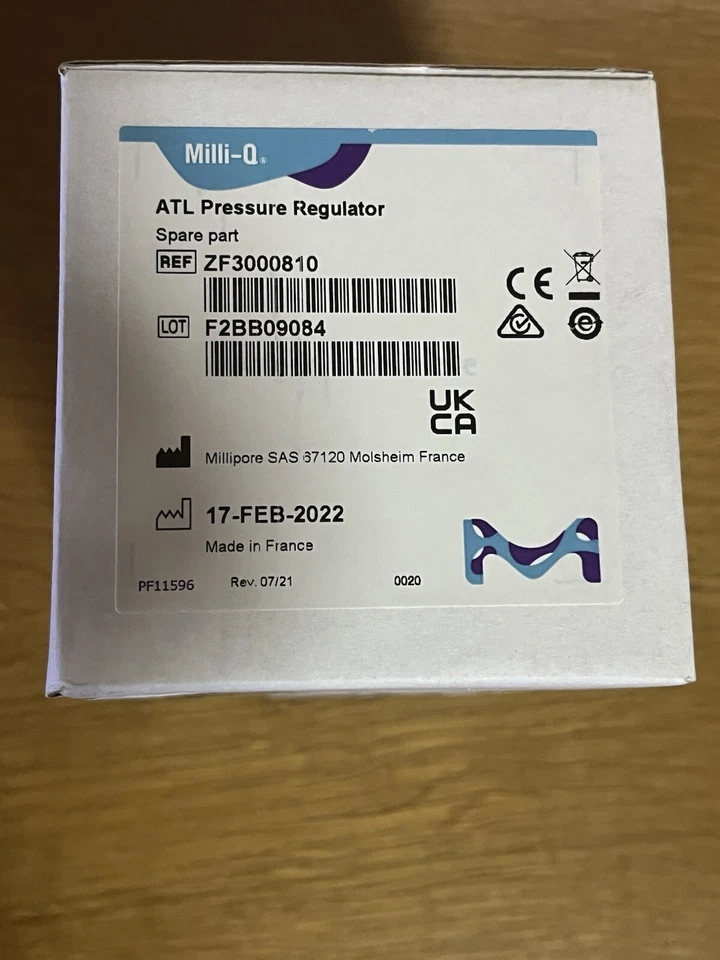 Milli-Q®
ATL Pressure Regulator
Spare part
REF ZF3000810
CE
LOT F2BB09084
UK
CA
Millipore SAS 67120 Molsheim France
17-FEB-2022
Made in France
PF11596 Rev. 07/21 0020
M